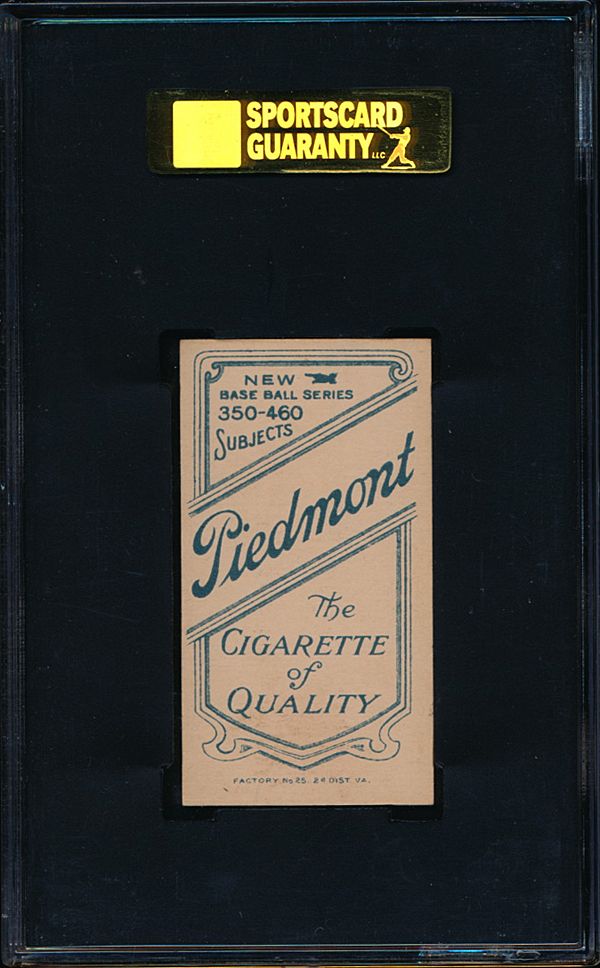 SPORTSCARD
GUARANTY LLC
NEW
BASE BALL SERIES
350-460
SUBJECTS
Piedmont
The
CIGARETTE
of
QUALITY
FACTORY No 25. 2d DIST VA.